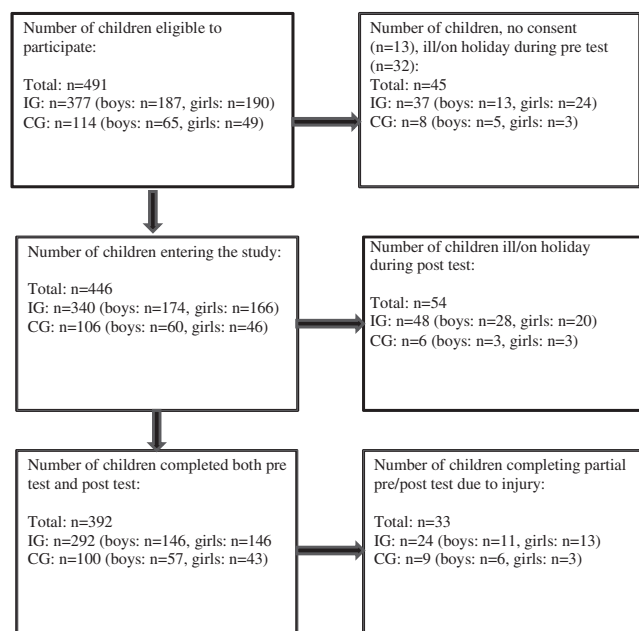 Number of children eligible to
participate:
Total: n=491
IG: n=377 (boys: n=187, girls: n=190)
CG: n=114 (boys: n=65, girls: n=49)
Number of children, no consent
(n=13), ill/on holiday during pre test
(n=32):
Total: n=45
IG: n=37 (boys: n=13, girls: n=24)
CG: n=8 (boys: n=5, girls: n=3)
Number of children entering the study:
Total: n=446
IG: n=340 (boys: n=174, girls: n=166)
CG: n=106 (boys: n=60, girls: n=46)
Number of children ill/on holiday
during post test:
Total: n=54
IG: n=48 (boys: n=28, girls: n=20)
CG: n=6 (boys: n=3, girls: n=3)
Number of children completed both pre
test and post test:
Total: n=392
IG: n=292 (boys: n=146, girls: n=146
CG: n=100 (boys: n=57, girls: n=43)
Number of children completing partial
pre/post test due to injury:
Total: n=33
IG: n=24 (boys: n=11, girls: n=13)
CG: n=9 (boys: n=6, girls: n=3)